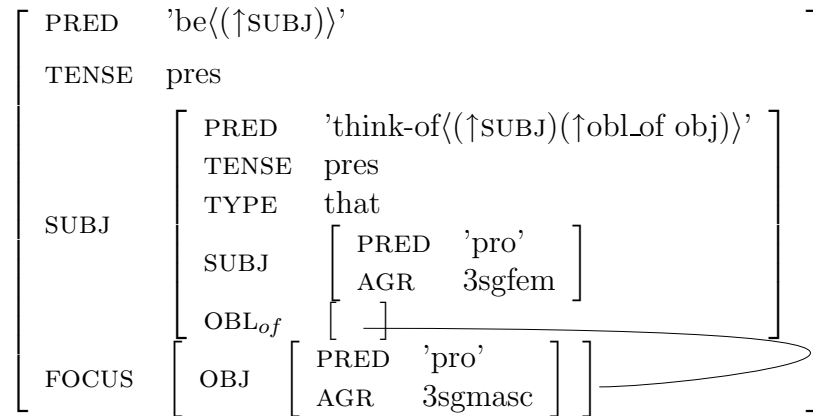 PRED 'be⟨(↑SUBJ)⟩'
TENSE pres
SUBJ
PRED 'think-of⟨(↑SUBJ)(↑obl_of obj)⟩'
TENSE pres
TYPE that
SUBJ
PRED 'pro'
AGR 3sgfem
OBL_of [ ]
FOCUS
OBJ
PRED 'pro'
AGR 3sgmasc